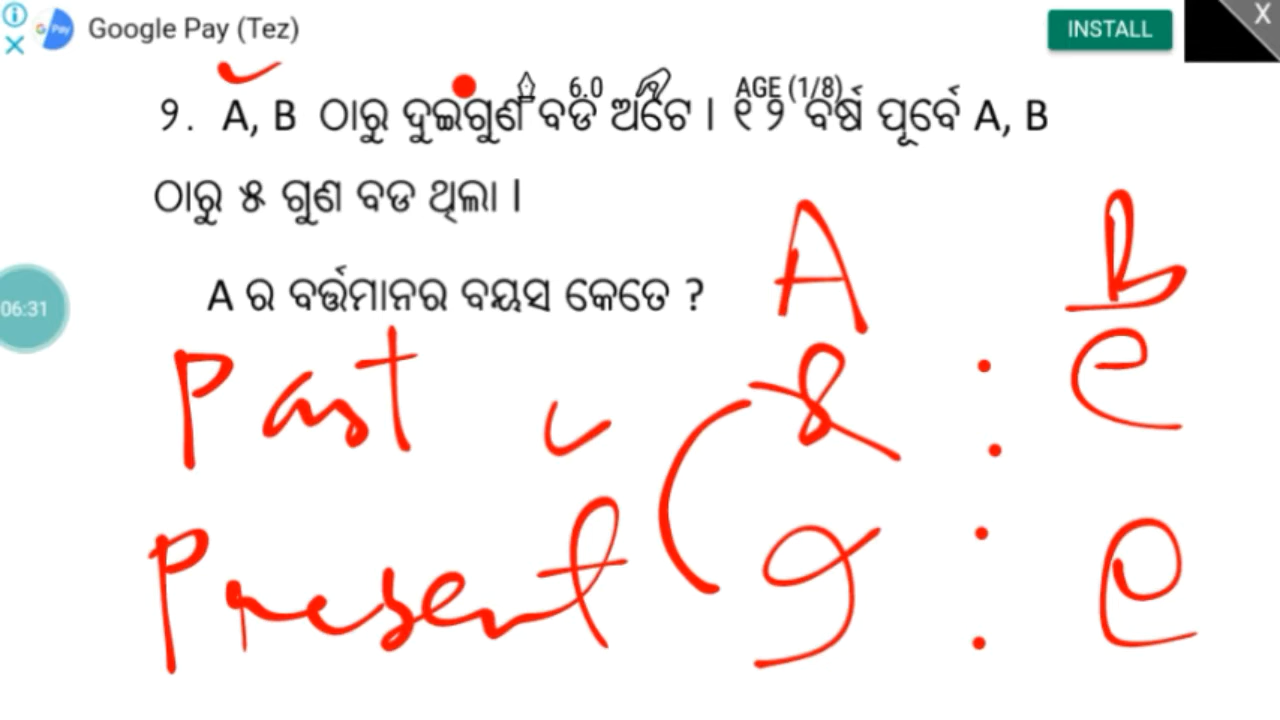 Google Pay (Tez)
INSTALL
X
6.0 AGE (1/8)
୨. A, B ଠାରୁ ଦୁଇଗୁଣ ବଡ ଅଟେ । ୧୨ ବର୍ଷ ପୂର୍ବେ A, B
ଠାରୁ ୫ ଗୁଣ ବଡ ଥିଲା ।
A ର ବର୍ତ୍ତମାନର ବୟସ କେତେ ?
06:31
A B
Past ୫ : ୧
Present ୨ : ୧